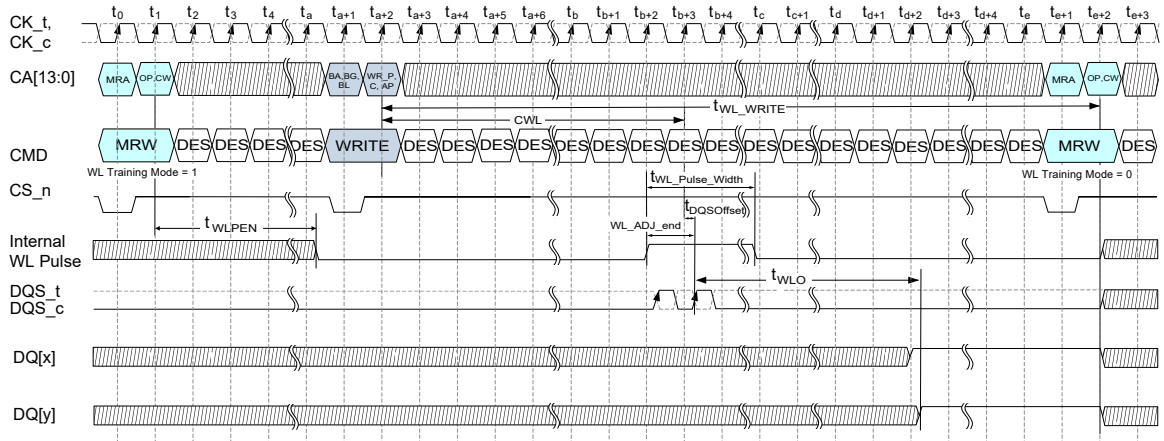 t0 t1 t2 t3 t4 ta ta+1 ta+2 ta+3 ta+4 ta+5 ta+6 tb tb+1 tb+2 tb+3 tb+4 tc tc+1 td td+1 td+2 td+3 td+4 te te+1 te+2 te+3
CK_t,
CK_c
CA[13:0]
MRA OP,CW BA,BG, BL WR_P, C, AP MRA OP,CW
tWL_WRITE
CWL
CMD
MRW DES DES DES DES WRITE DES DES DES DES DES DES DES DES DES DES DES DES DES DES DES DES DES MRW DES
WL Training Mode = 1
WL Training Mode = 0
CS_n
tWL_Pulse_Width
tDQSOffset
WL_ADJ_end
tWLPEN
Internal
WL Pulse
tWLO
DQS_t
DQS_c
DQ[x]
DQ[y]